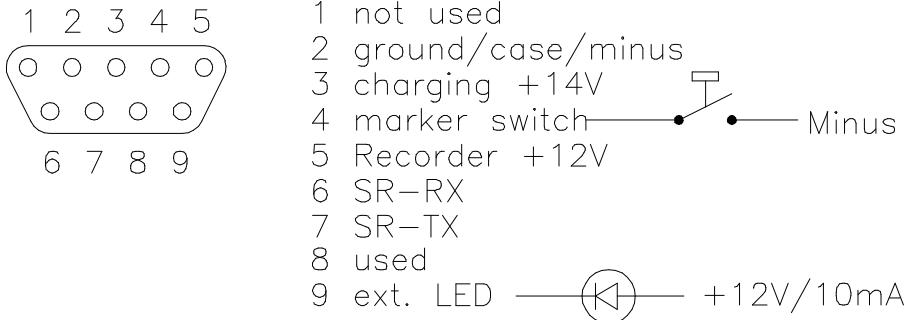 1 2 3 4 5
6 7 8 9
1 not used
2 ground/case/minus
3 charging +14V
4 marker switch Minus
5 Recorder +12V
6 SR-RX
7 SR-TX
8 used
9 ext. LED +12V/10mA